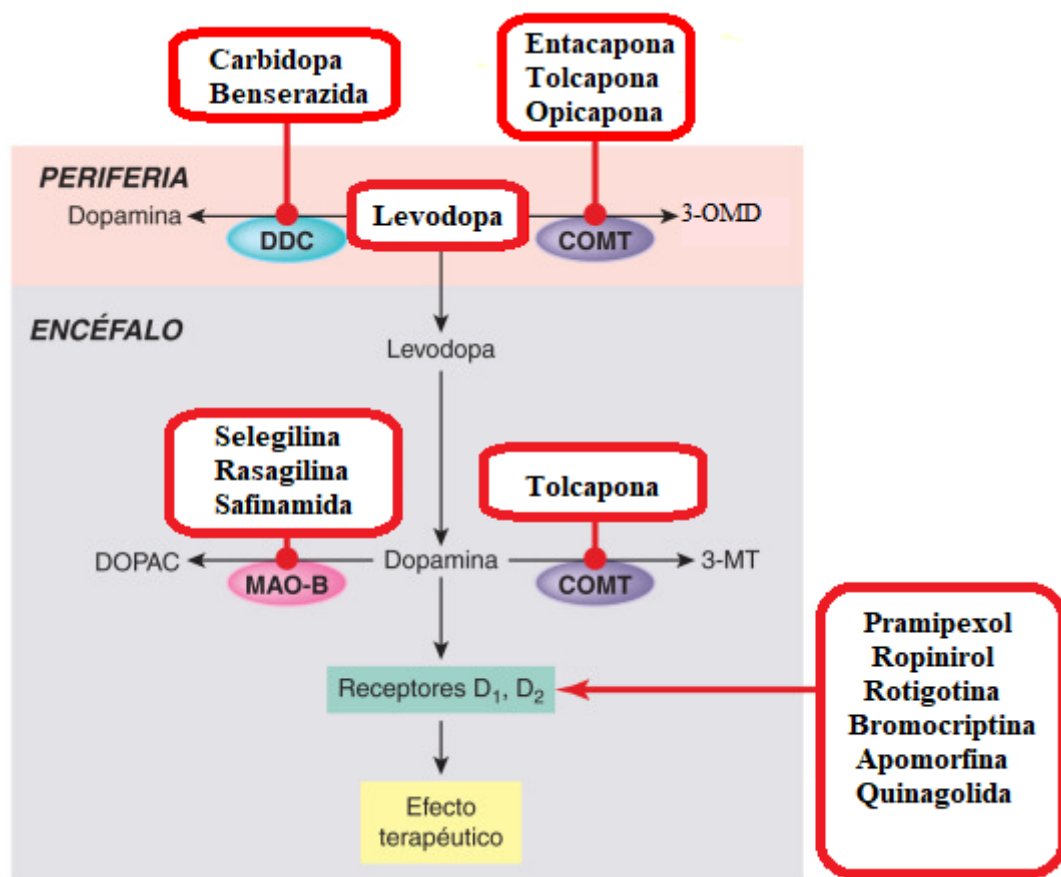 Carbidopa
Benserazida
Entacapona
Tolcapona
Opicapona
PERIFERIA
Dopamina
DDC
Levodopa
COMT
3-OMD
ENCÉFALO
Levodopa
Selegilina
Rasagilina
Safinamida
Tolcapona
DOPAC
MAO-B
Dopamina
COMT
3-MT
Pramipexol
Ropinirol
Rotigotina
Bromocriptina
Apomorfina
Quinagolida
Receptores D₁, D₂
Efecto
terapéutico